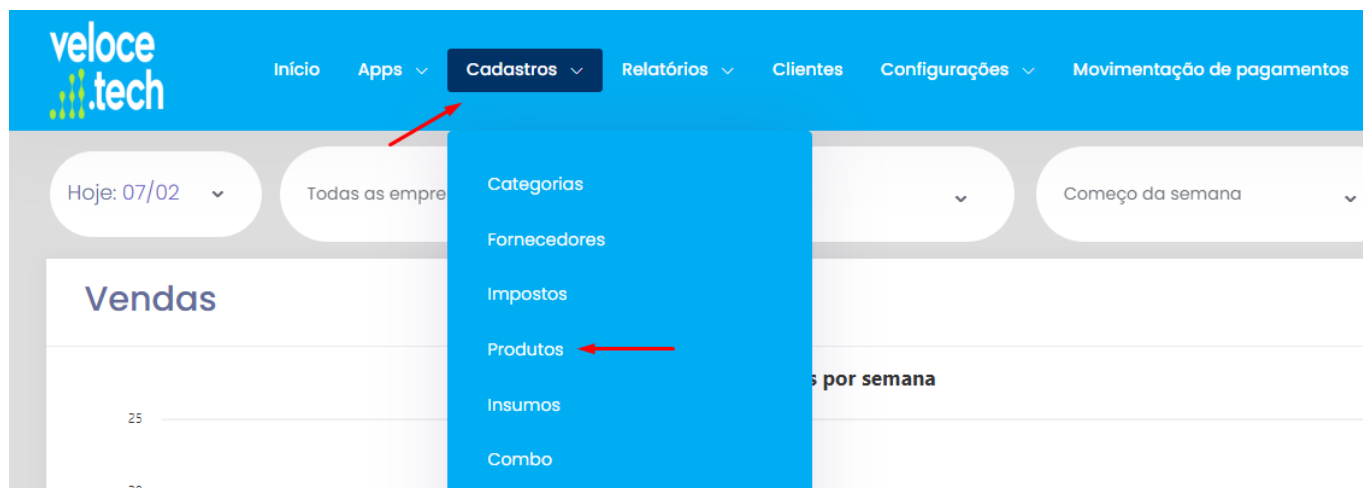 veloce
.tech
Início Apps Cadastros Relatórios Clientes Configurações Movimentação de pagamentos
Hoje: 07/02 Todas as empre Começo da semana
Categorias
Fornecedores
Impostos
Produtos
Insumos
Combo
Vendas
s por semana
25